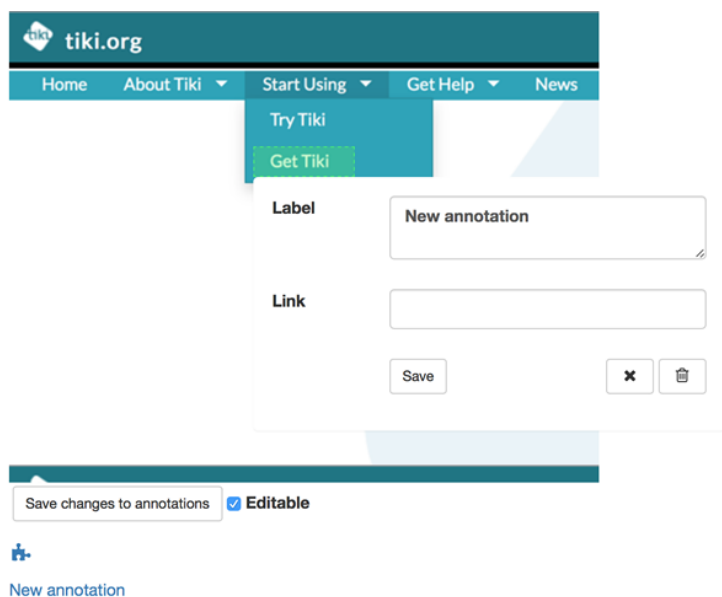 tiki tiki.org
Home About Tiki Start Using Get Help News
Try Tiki
Get Tiki
Label New annotation
Link
Save
Save changes to annotations Editable
New annotation